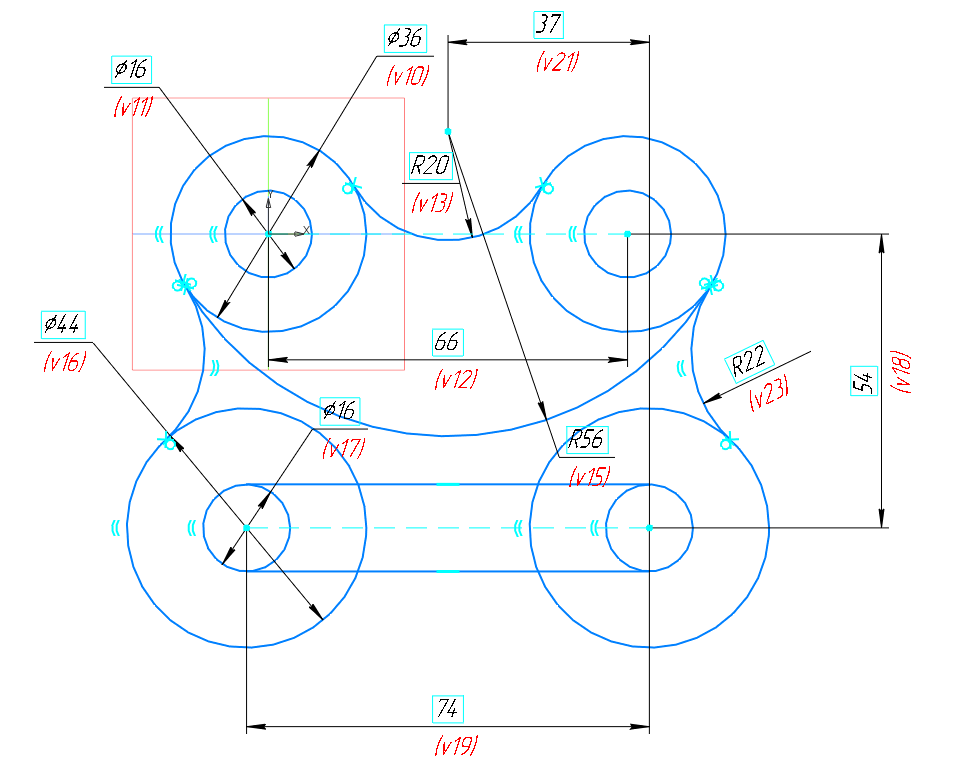 37
(v21)
⌀36
(v10)
⌀16
(v11)
R20
(v13)
Y
X
⌀44
(v16)
66
(v12)
R22
(v23)
54
(v18)
⌀16
(v17)
R56
(v15)
74
(v19)